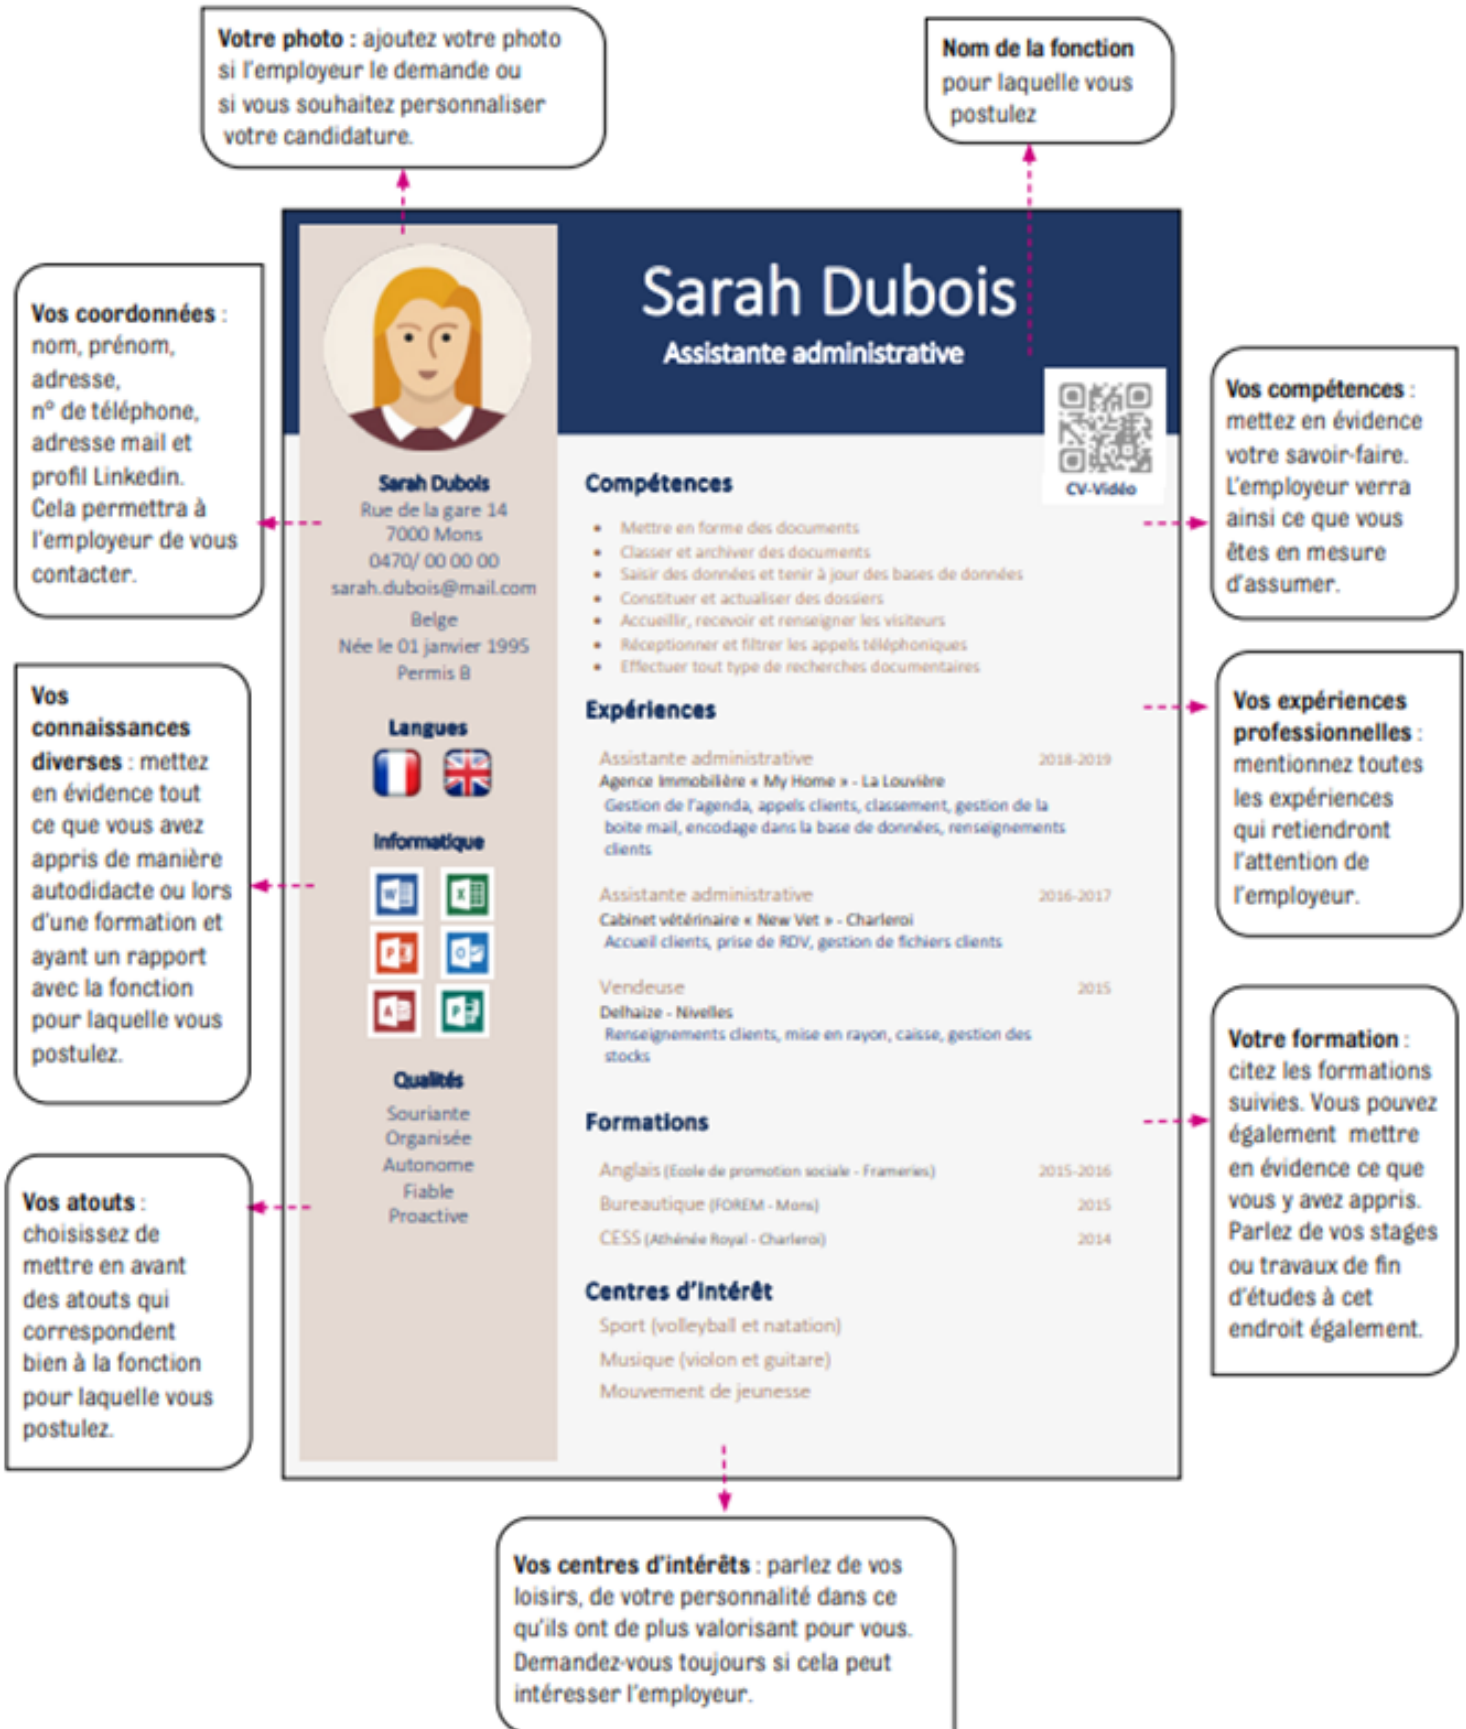 Votre photo : ajoutez votre photo
si l'employeur le demande ou
si vous souhaitez personnaliser
votre candidature.
Nom de la fonction
pour laquelle vous
postulez
Vos coordonnées :
nom, prénom,
adresse,
n° de téléphone,
adresse mail et
profil Linkedin.
Cela permettra à
l'employeur de vous
contacter.
Vos
connaissances
diverses : mettez
en évidence tout
ce que vous avez
appris de manière
autodidacte ou lors
d'une formation et
ayant un rapport
avec la fonction
pour laquelle vous
postulez.
Vos atouts :
choisissez de
mettre en avant
des atouts qui
correspondent
bien à la fonction
pour laquelle vous
postulez.
Sarah Dubois
Assistante administrative
CV-Vidéo
Sarah Dubois
Rue de la gare 14
7000 Mons
0470/ 00 00 00
sarah.dubois@mail.com
Belge
Née le 01 janvier 1995
Permis B
Langues
Informatique
W
X
P
O
A
P
Qualités
Souriante
Organisée
Autonome
Fiable
Proactive
Compétences
• Mettre en forme des documents
• Classer et archiver des documents
• Saisir des données et tenir à jour des bases de données
• Constituer et actualiser des dossiers
• Accueillir, recevoir et renseigner les visiteurs
• Réceptionner et filtrer les appels téléphoniques
• Effectuer tout type de recherches documentaires
Expériences
Assistante administrative 2018-2019
Agence Immobilière « My Home » - La Louvière
Gestion de l'agenda, appels clients, classement, gestion de la
boite mail, encodage dans la base de données, renseignements
clients
Assistante administrative 2016-2017
Cabinet vétérinaire « New Vet » - Charleroi
Accueil clients, prise de RDV, gestion de fichiers clients
Vendeuse 2015
Delhaize - Nivelles
Renseignements clients, mise en rayon, caisse, gestion des
stocks
Formations
Anglais (Ecole de promotion sociale - Frameries) 2015-2016
Bureautique (FOREM - Mons) 2015
CESS (Athénée Royal - Charleroi) 2014
Centres d'intérêt
Sport (volleyball et natation)
Musique (violon et guitare)
Mouvement de jeunesse
Vos compétences :
mettez en évidence
votre savoir-faire.
L'employeur verra
ainsi ce que vous
êtes en mesure
d'assumer.
Vos expériences
professionnelles :
mentionnez toutes
les expériences
qui retiendront
l'attention de
l'employeur.
Votre formation :
citez les formations
suivies. Vous pouvez
également mettre
en évidence ce que
vous y avez appris.
Parlez de vos stages
ou travaux de fin
d'études à cet
endroit également.
Vos centres d'intérêts : parlez de vos
loisirs, de votre personnalité dans ce
qu'ils ont de plus valorisant pour vous.
Demandez-vous toujours si cela peut
intéresser l'employeur.